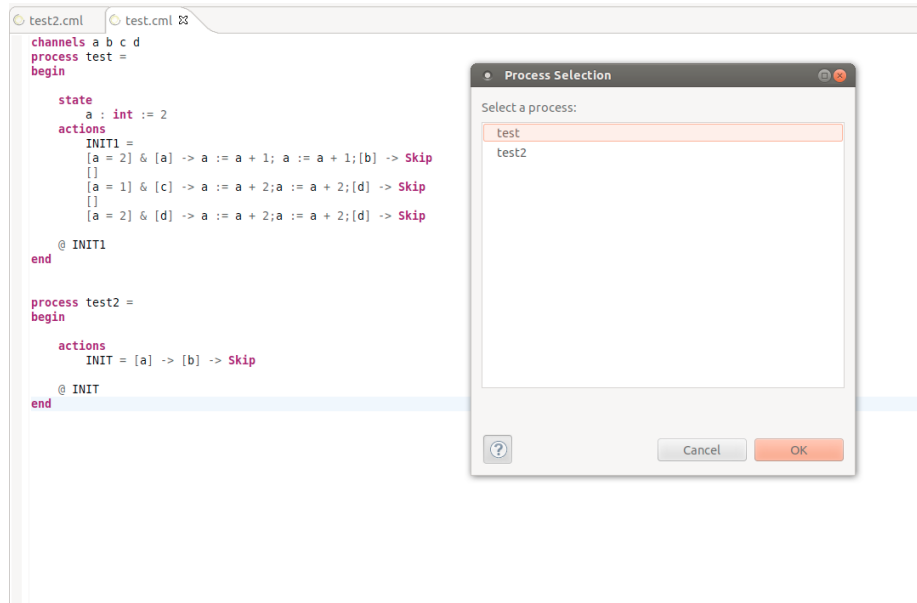 test2.cml
test.cml
channels a b c d
process test =
begin
state
a : int := 2
actions
INIT1 =
[a = 2] & [a] -> a := a + 1; a := a + 1;[b] -> Skip
[]
[a = 1] & [c] -> a := a + 2;a := a + 2;[d] -> Skip
[]
[a = 2] & [d] -> a := a + 2;a := a + 2;[d] -> Skip
@ INIT1
end
process test2 =
begin
actions
INIT = [a] -> [b] -> Skip
@ INIT
end
Process Selection
Select a process:
test
test2
?
Cancel
OK